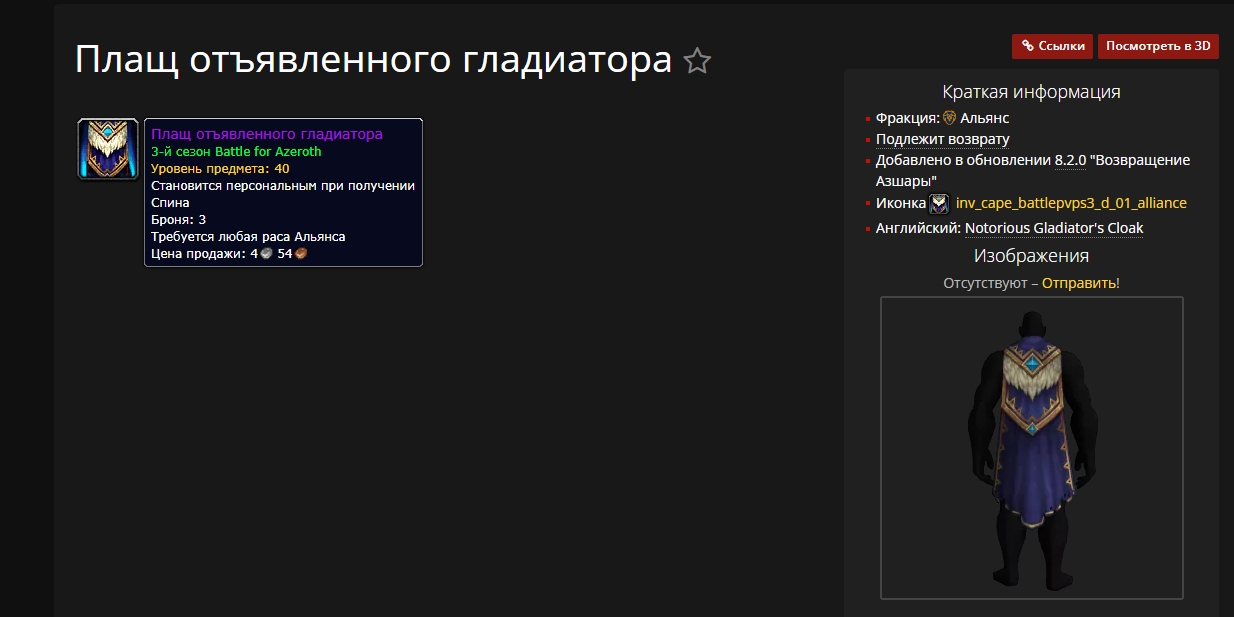 Плащ отъявленного гладиатора
Плащ отъявленного гладиатора
3-й сезон Battle for Azeroth
Уровень предмета: 40
Становится персональным при получении
Спина
Броня: 3
Требуется любая раса Альянса
Цена продажи: 4 54
Ссылки
Посмотреть в 3D
Краткая информация
Фракция: Альянс
Подлежит возврату
Добавлено в обновлении 8.2.0 "Возвращение
Азшары"
Иконка inv_cape_battlepvps3_d_01_alliance
Английский: Notorious Gladiator's Cloak
Изображения
Отсутствуют – Отправить!